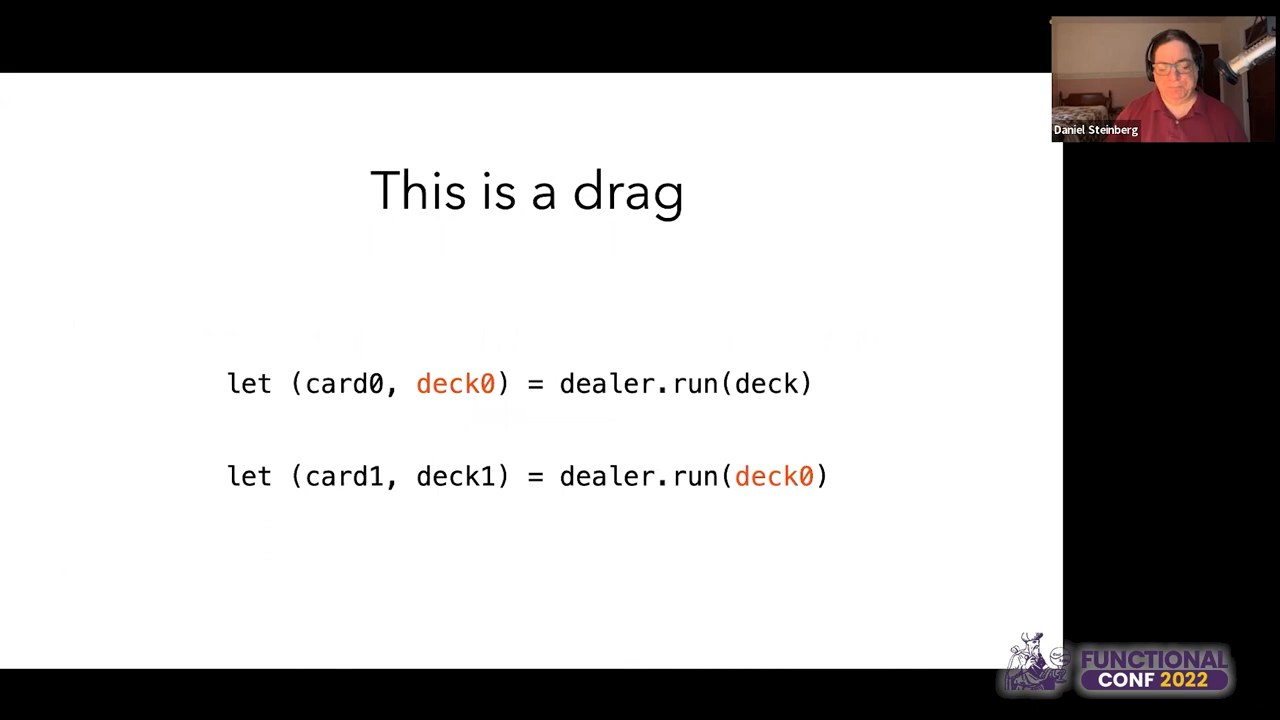 Daniel Steinberg
This is a drag
let (card0, deck0) = dealer.run(deck)
let (card1, deck1) = dealer.run(deck0)
FUNCTIONAL
CONF 2022